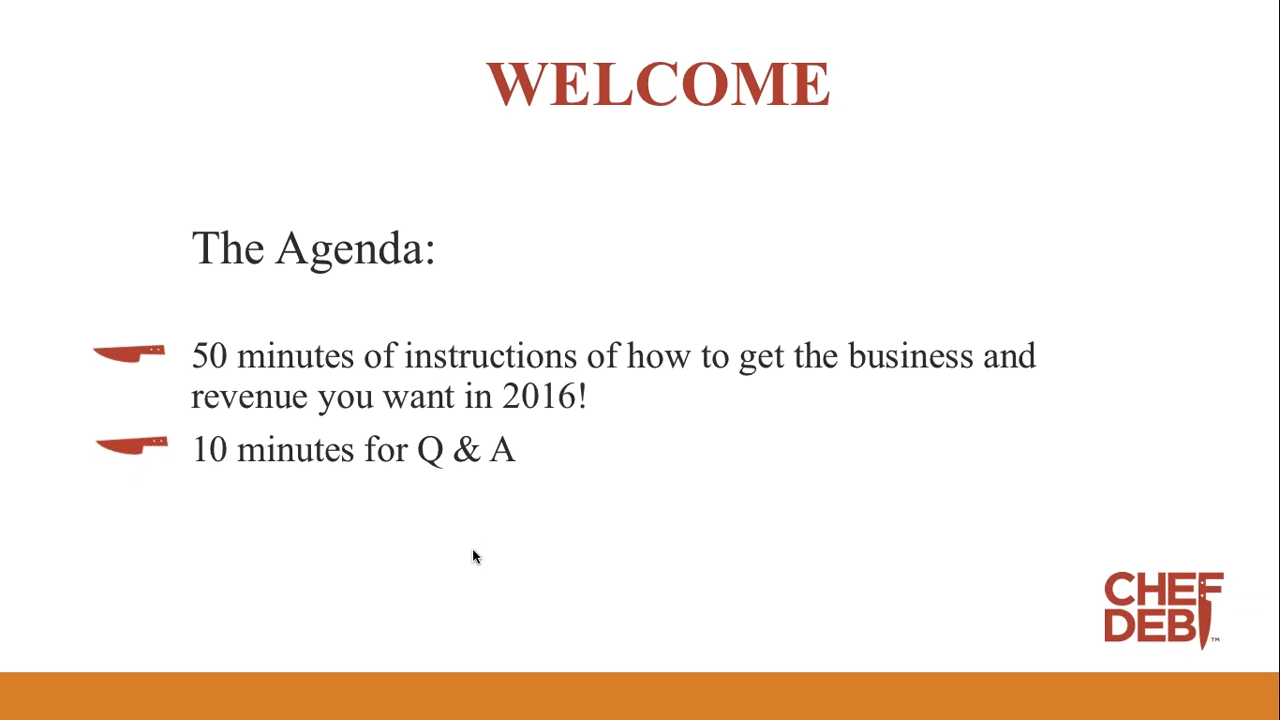 WELCOME
The Agenda:
50 minutes of instructions of how to get the business and
revenue you want in 2016!
10 minutes for Q & A
CHEF
DEBI™